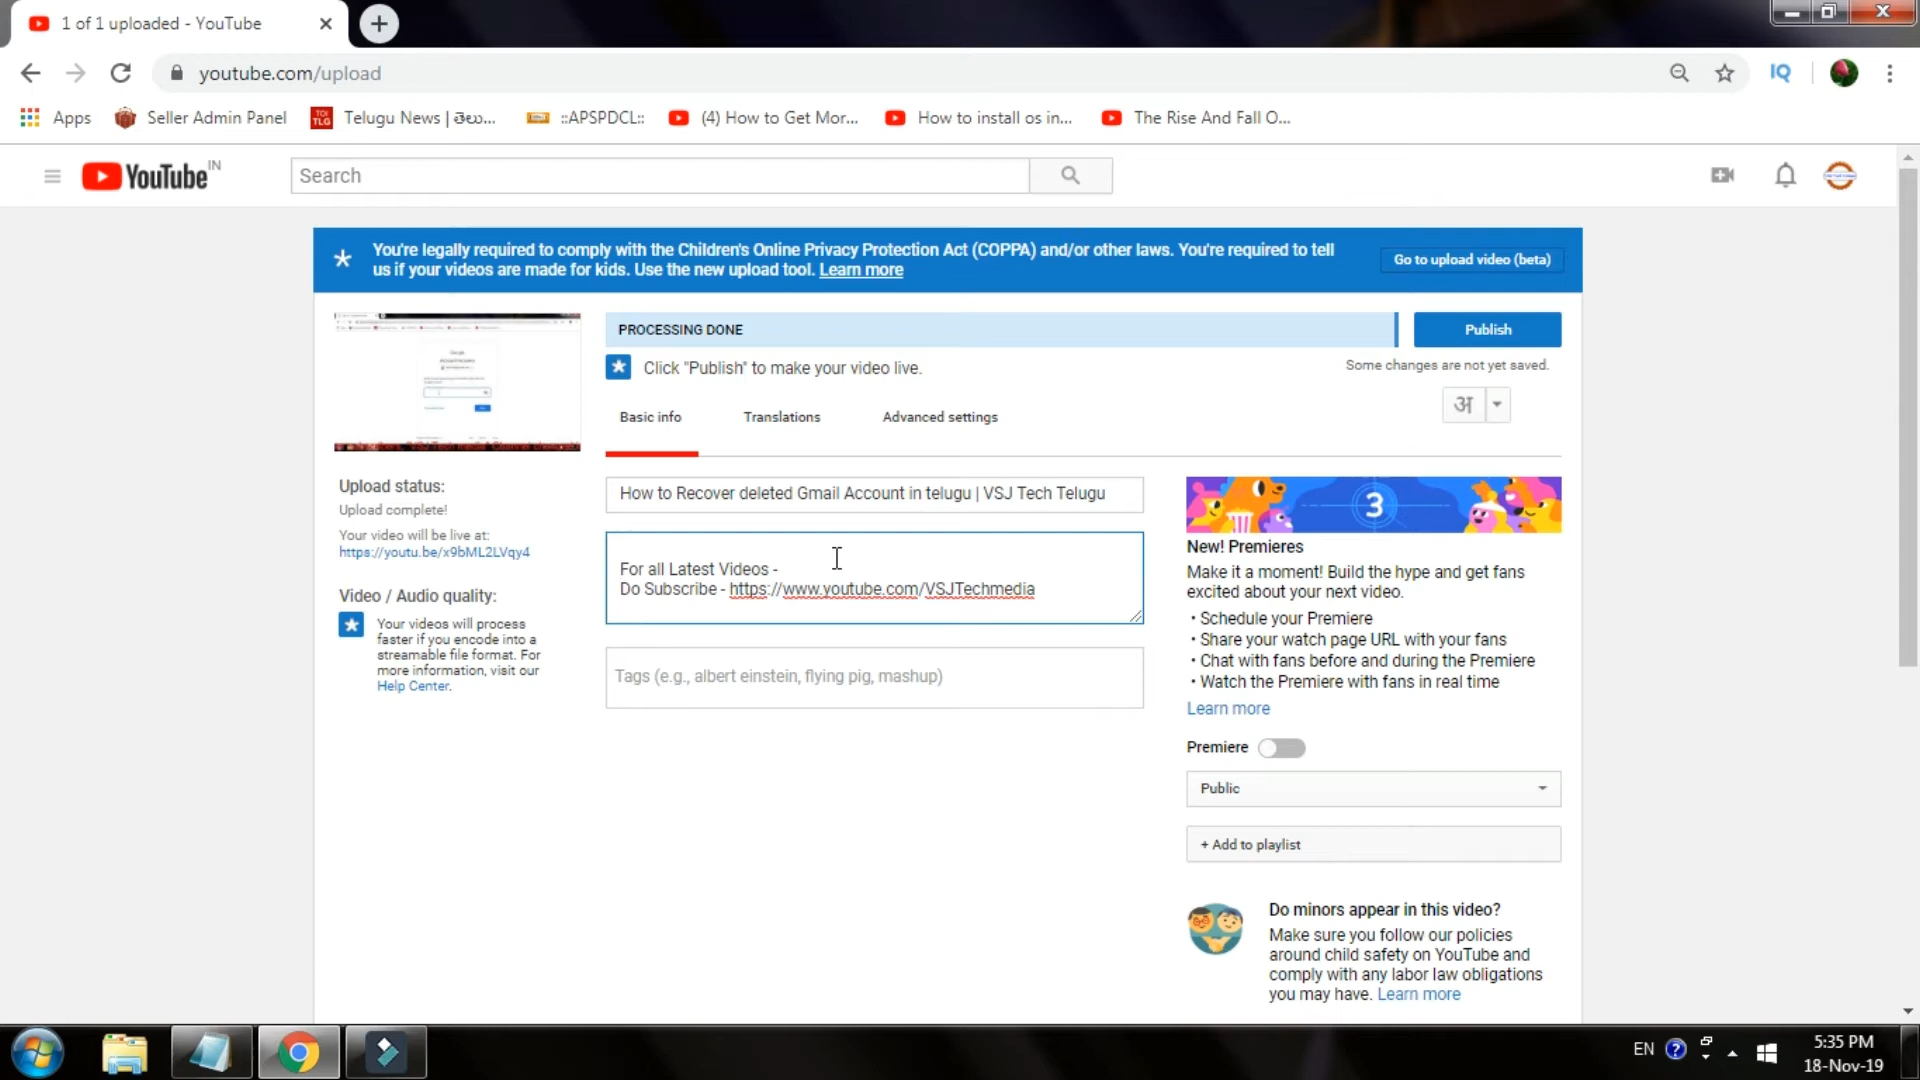 1 of 1 uploaded - YouTube
youtube.com/upload
IQ
Apps
Seller Admin Panel
TOI TLG
Telugu News | తెలు...
::APSPDCL::
(4) How to Get Mor...
How to install os in...
The Rise And Fall O...
YouTube IN
Search
You're legally required to comply with the Children's Online Privacy Protection Act (COPPA) and/or other laws. You're required to tell
us if your videos are made for kids. Use the new upload tool. Learn more
Go to upload video (beta)
PROCESSING DONE
Publish
Click "Publish" to make your video live.
Some changes are not yet saved.
Basic info
Translations
Advanced settings
अ
Upload status:
Upload complete!
Your video will be live at:
https://youtu.be/x9bML2LVqy4
Video / Audio quality:
Your videos will process
faster if you encode into a
streamable file format. For
more information, visit our
Help Center.
How to Recover deleted Gmail Account in telugu | VSJ Tech Telugu
For all Latest Videos -
Do Subscribe - https://www.youtube.com/VSJTechmedia
Tags (e.g., albert einstein, flying pig, mashup)
3
New! Premieres
Make it a moment! Build the hype and get fans
excited about your next video.
• Schedule your Premiere
• Share your watch page URL with your fans
• Chat with fans before and during the Premiere
• Watch the Premiere with fans in real time
Learn more
Premiere
Public
+ Add to playlist
Do minors appear in this video?
Make sure you follow our policies
around child safety on YouTube and
comply with any labor law obligations
you may have. Learn more
EN
5:35 PM
18-Nov-19